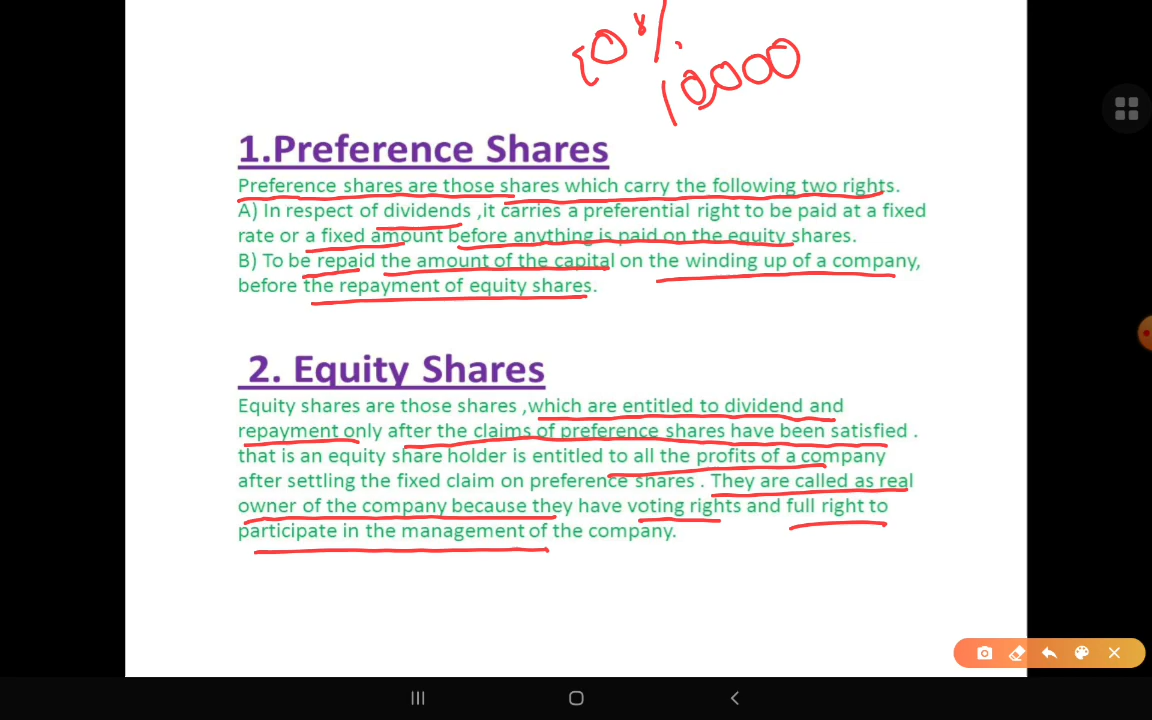 10%
10000
1.Preference Shares
Preference shares are those shares which carry the following two rights.
A) In respect of dividends ,it carries a preferential right to be paid at a fixed
rate or a fixed amount before anything is paid on the equity shares.
B) To be repaid the amount of the capital on the winding up of a company,
before the repayment of equity shares.
2. Equity Shares
Equity shares are those shares ,which are entitled to dividend and
repayment only after the claims of preference shares have been satisfied .
that is an equity share holder is entitled to all the profits of a company
after settling the fixed claim on preference shares . They are called as real
owner of the company because they have voting rights and full right to
participate in the management of the company.